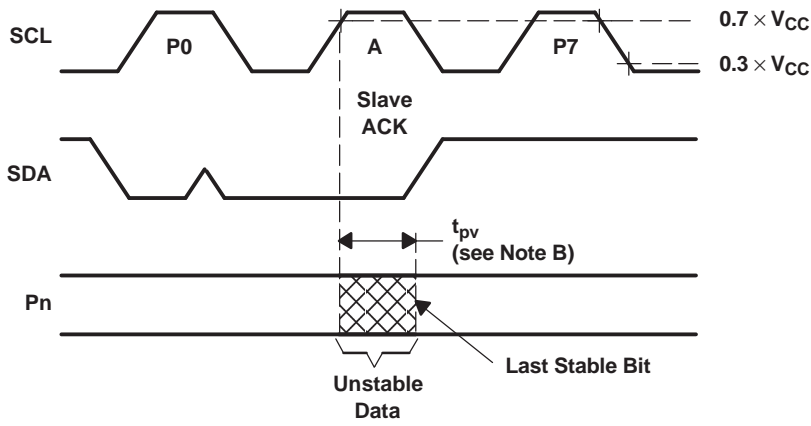 SCL
P0
A
P7
0.7 × VCC
0.3 × VCC
Slave
ACK
SDA
tpv
(see Note B)
Pn
Last Stable Bit
Unstable
Data